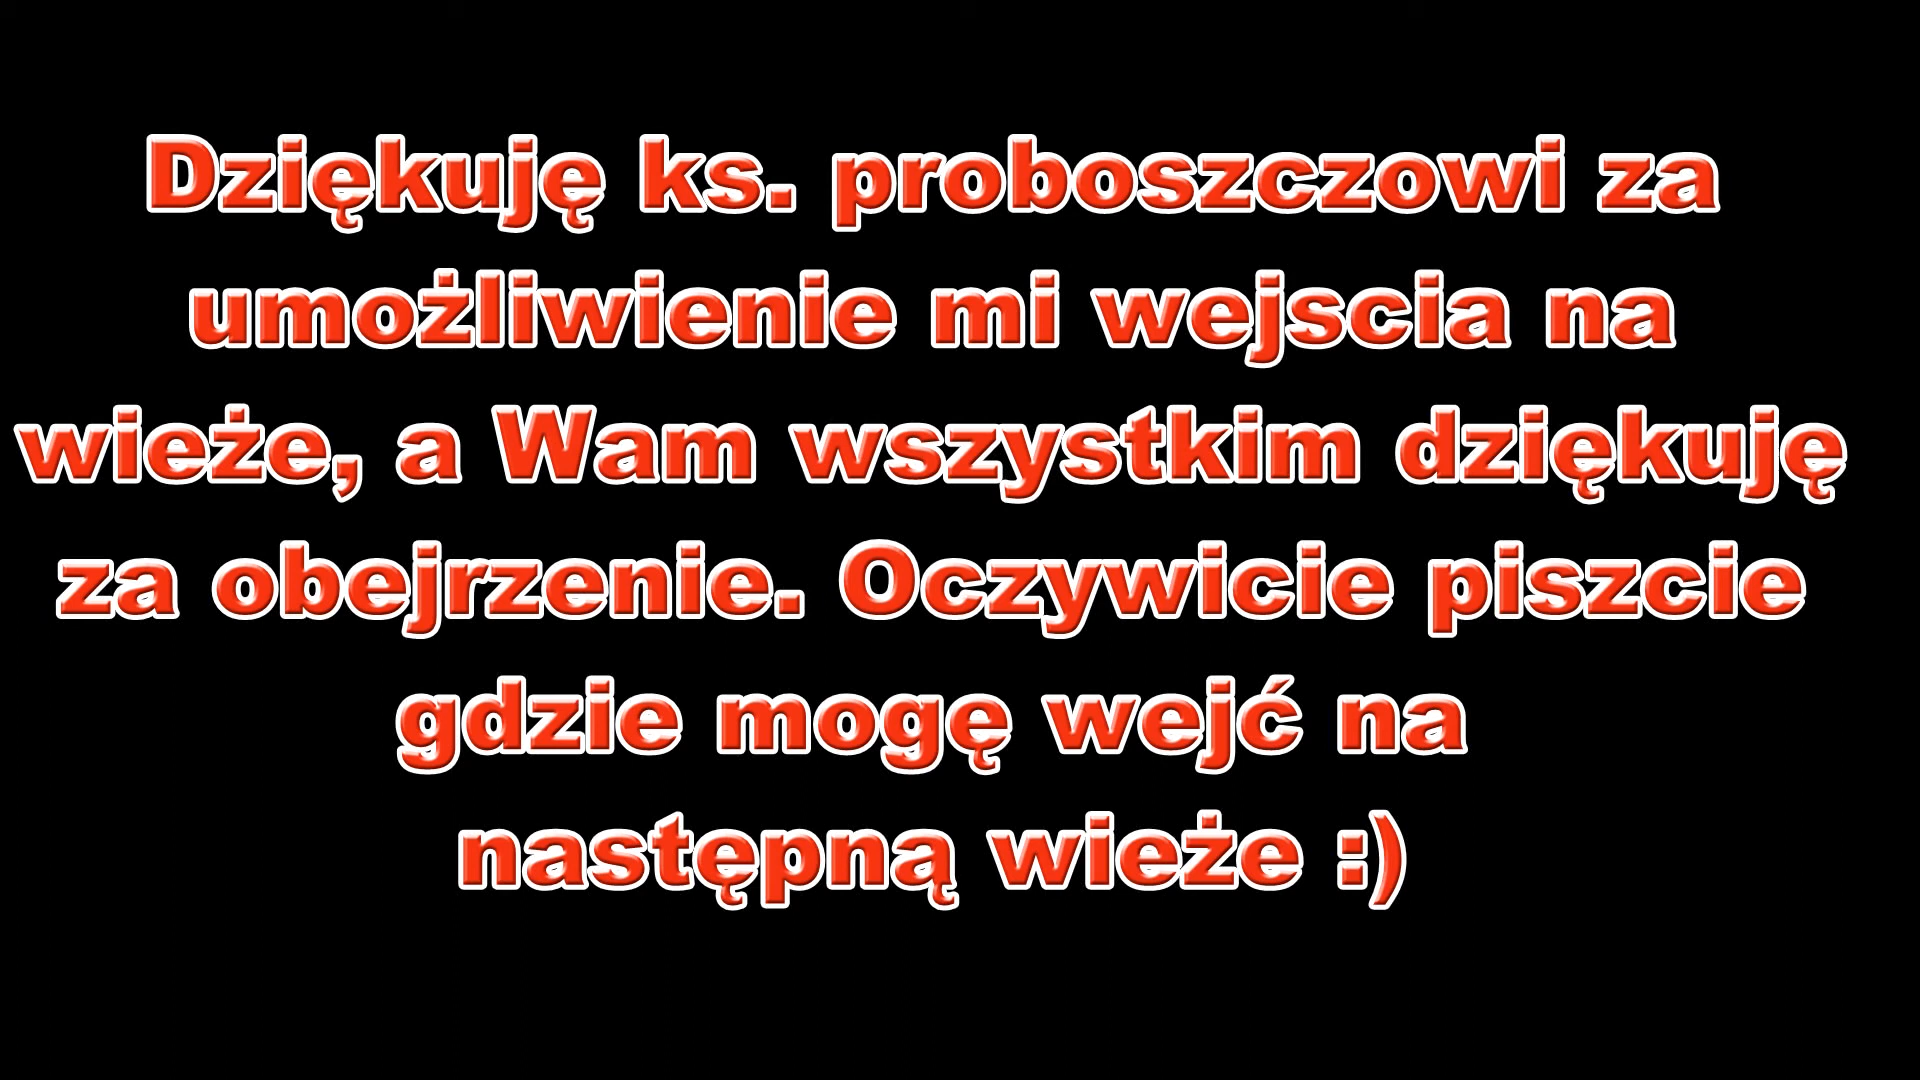 Dziękuję ks. proboszczowi za
umożliwienie mi wejscia na
wieże, a Wam wszystkim dziękuję
za obejrzenie. Oczywicie piszcie
gdzie mogę wejć na
następną wieże :)